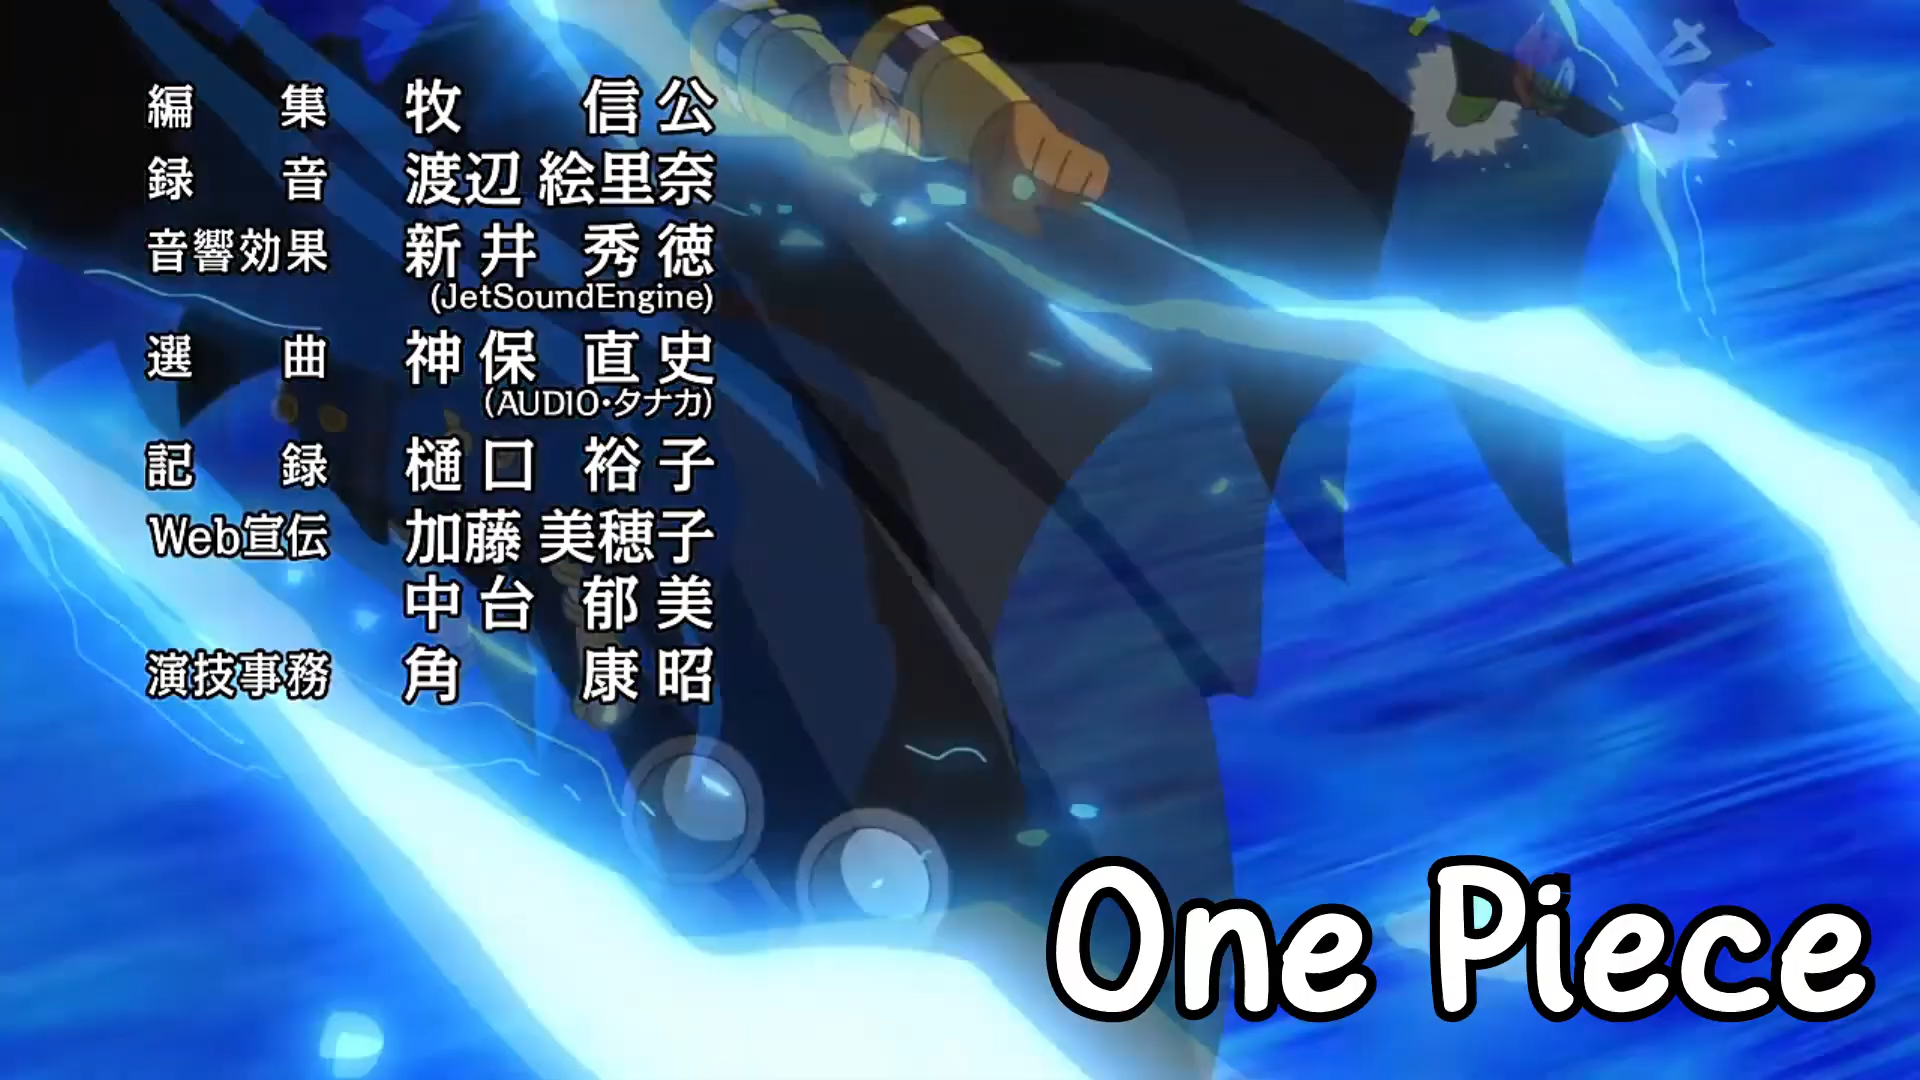 編集 牧 信公
録音 渡辺 絵里奈
音響効果 新井 秀徳
(JetSoundEngine)
選曲 神保 直史
(AUDIO・タナカ)
記録 樋口 裕子
Web宣伝 加藤 美穂子
中台 郁美
演技事務 角 康昭
One Piece